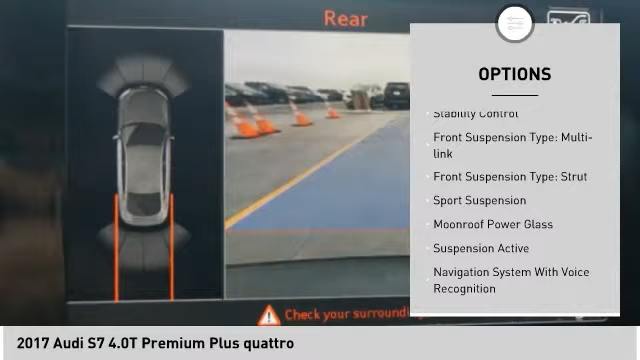 Rear
OPTIONS
Stability Control
Front Suspension Type: Multi-
link
Front Suspension Type: Strut
Sport Suspension
Moonroof Power Glass
Suspension Active
Navigation System With Voice
Recognition
Check your
2017 Audi S7 4.0T Premium Plus quattro